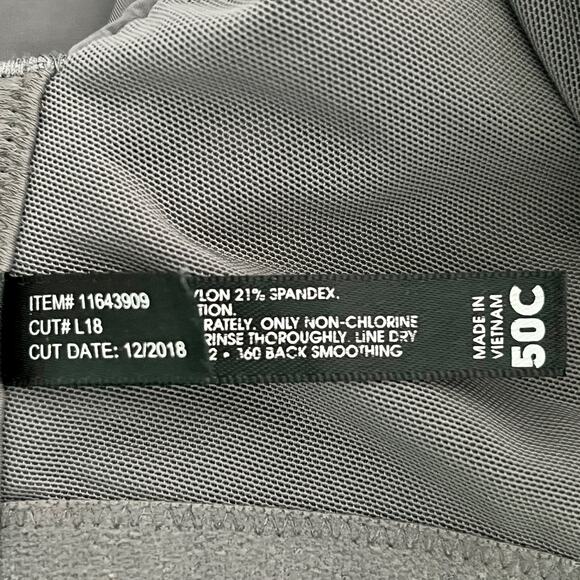 ITEM# 11643909
CUT# L18
CUT DATE: 12/2018
YLON 21% SPANDEX.
TION.
RATELY. ONLY NON-CHLORINE
RINSE THOROUGHLY. LINE DRY
2 • 360 BACK SMOOTHING
MADE IN
VIETNAM
50C